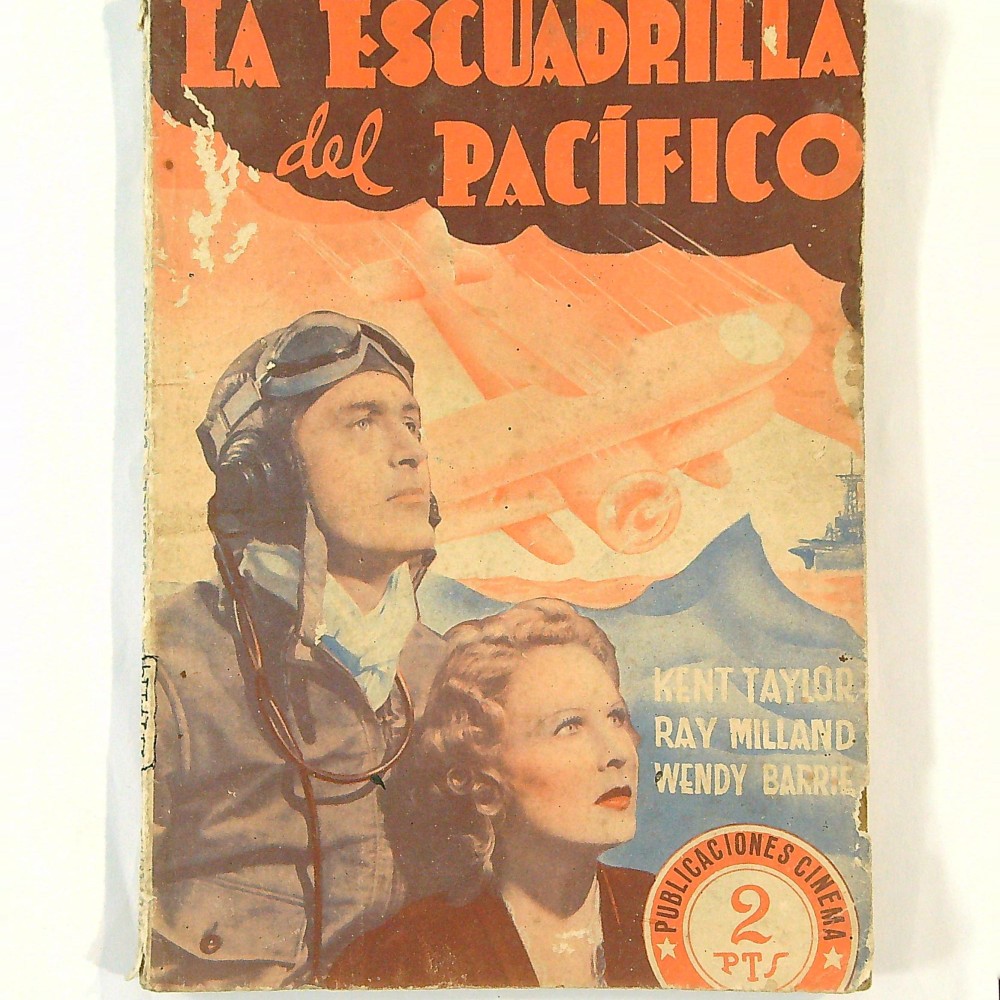 LA ESCUADRILLA
del PACÍFICO
KENT TAYLOR
RAY MILLAND
WENDY BARRIE
PUBLICACIONES CINEMA
2
PTS